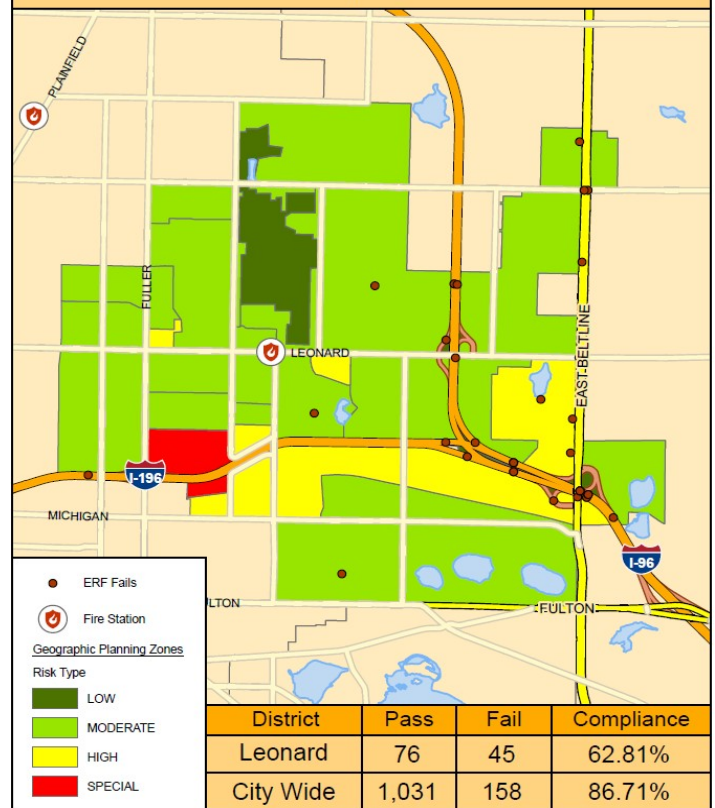 PLAINFIELD
FULLER
LEONARD
EAST BELTLINE
I-196
MICHIGAN
I-96
ULTON
FULTON
ERF Fails
Fire Station
Geographic Planning Zones
Risk Type
LOW
MODERATE
HIGH
SPECIAL
District Pass Fail Compliance
Leonard 76 45 62.81%
City Wide 1,031 158 86.71%